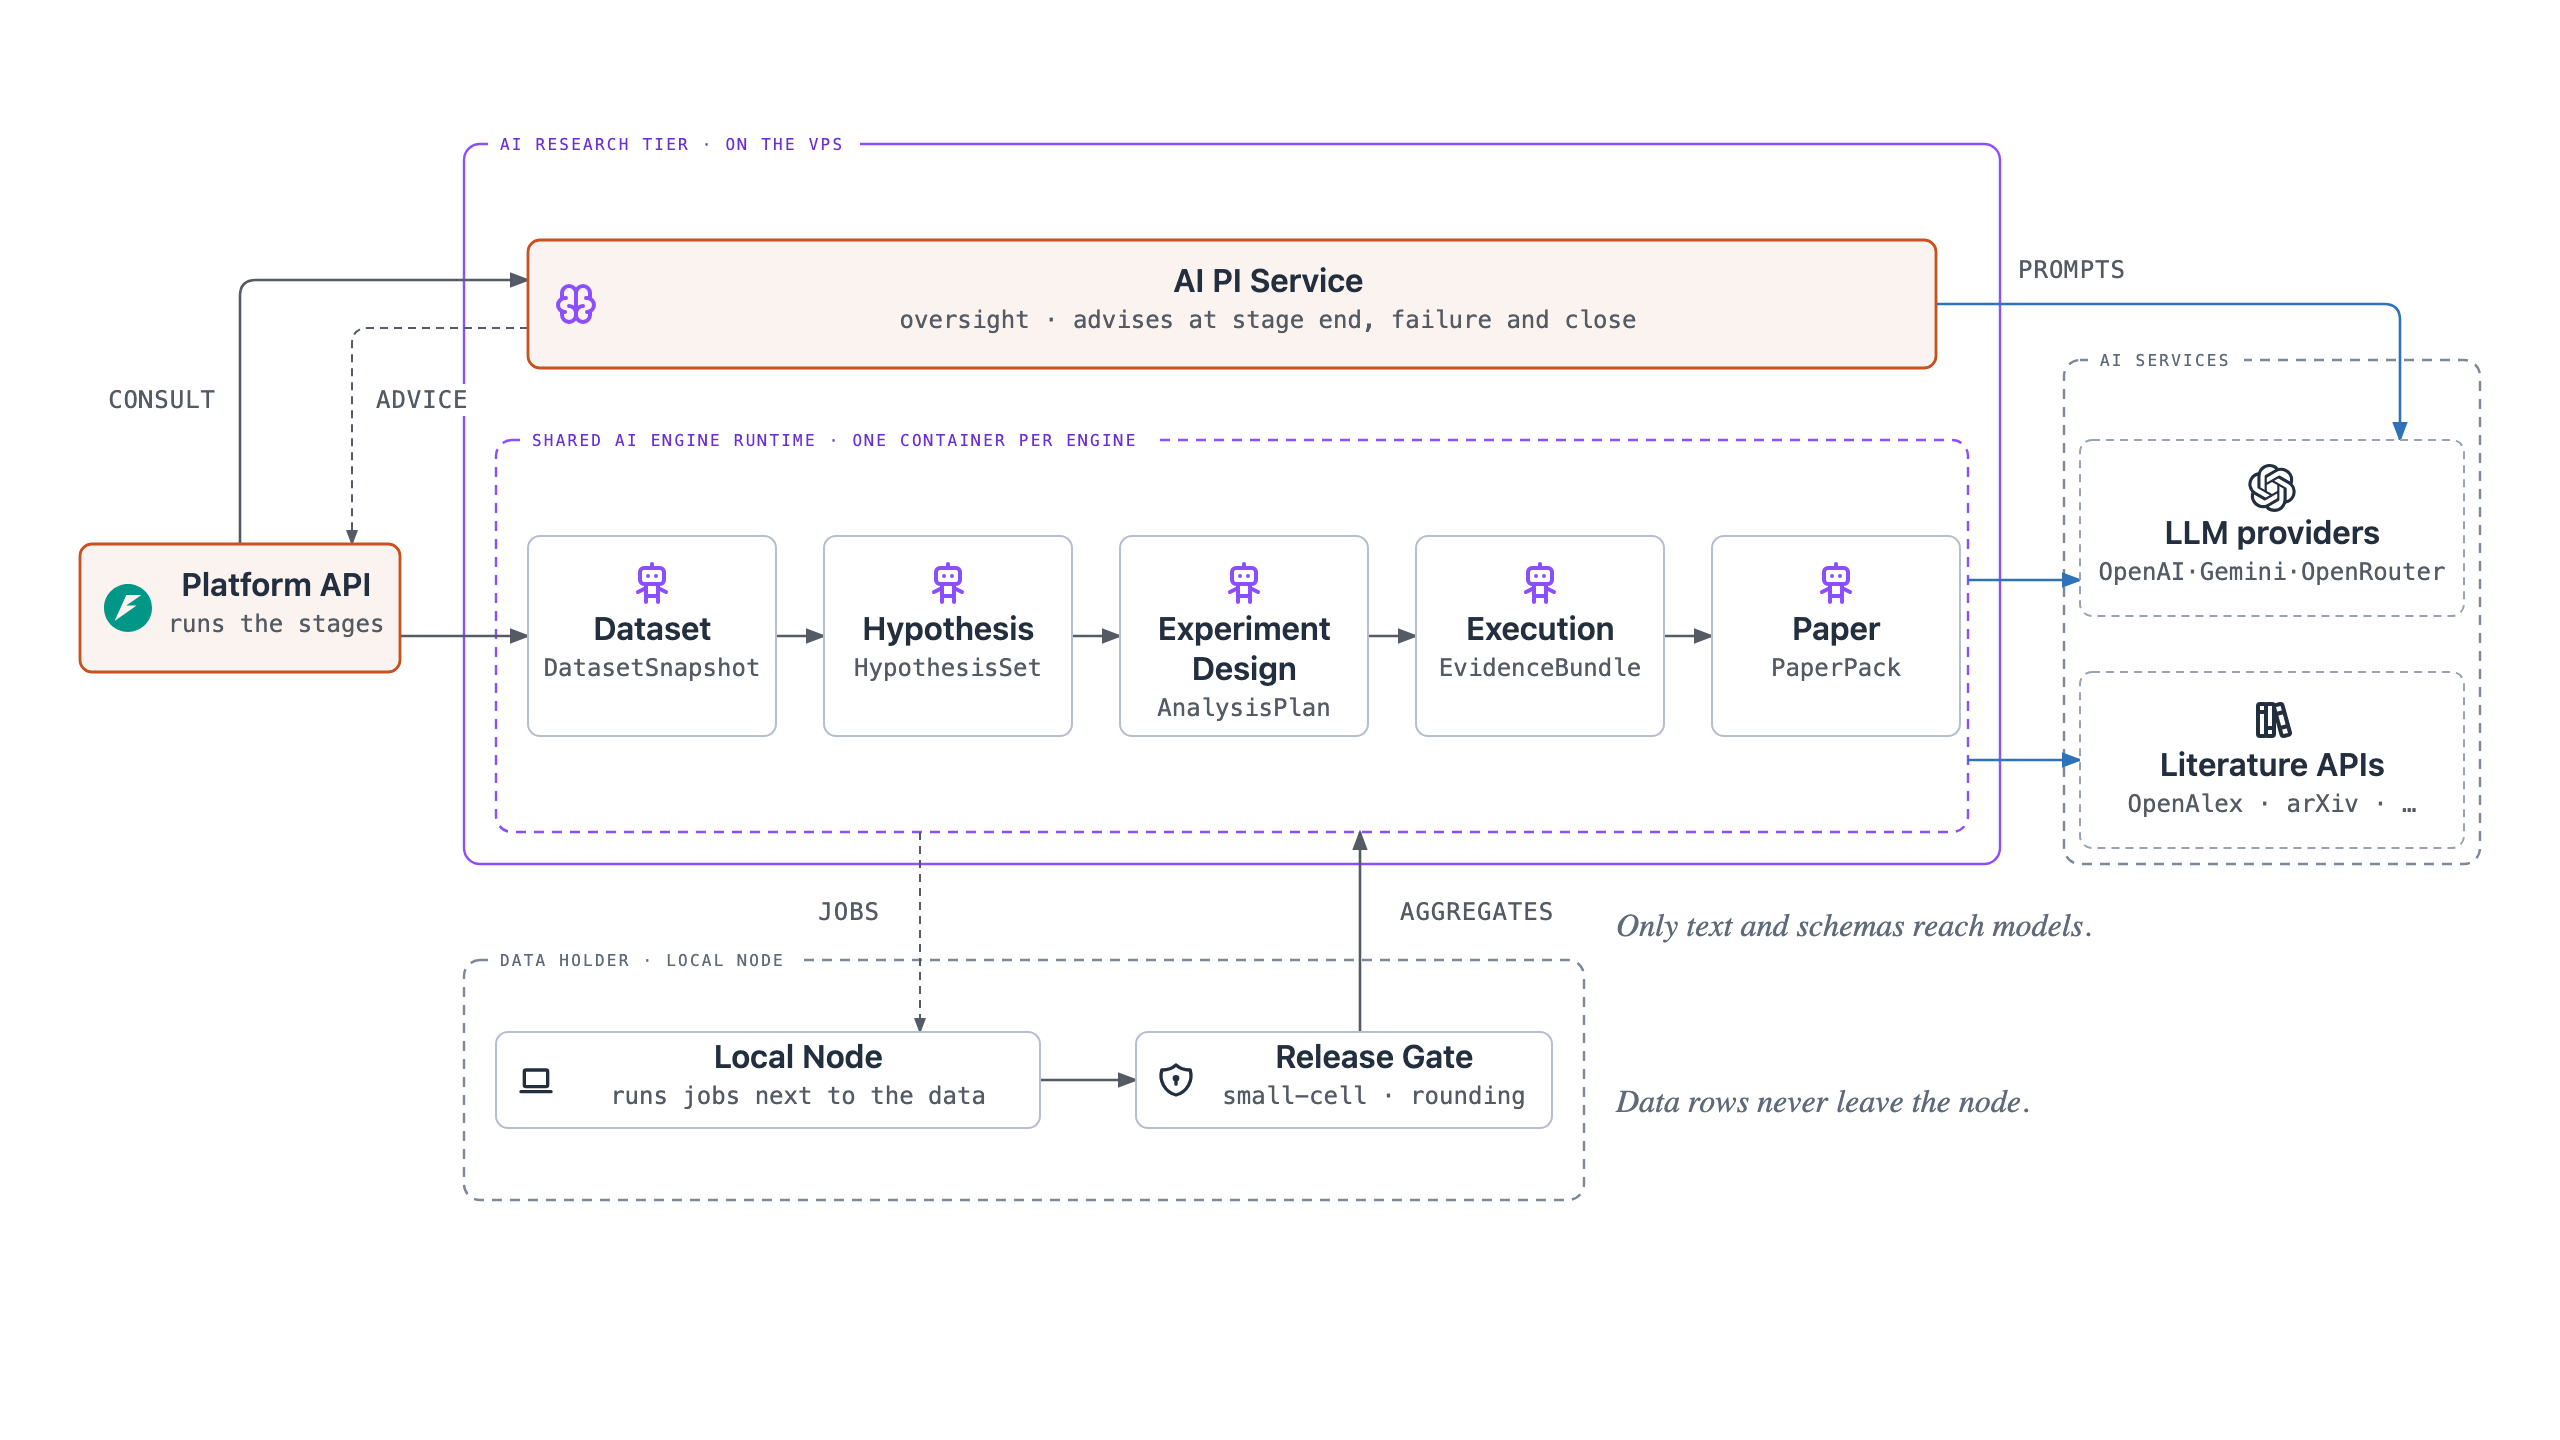 AI RESEARCH TIER · ON THE VPS
AI PI Service
oversight · advises at stage end, failure and close
PROMPTS
CONSULT
ADVICE
AI SERVICES
SHARED AI ENGINE RUNTIME · ONE CONTAINER PER ENGINE
Platform API
runs the stages
Dataset
DatasetSnapshot
Hypothesis
HypothesisSet
Experiment
Design
AnalysisPlan
Execution
EvidenceBundle
Paper
PaperPack
LLM providers
OpenAI·Gemini·OpenRouter
Literature APIs
OpenAlex · arXiv · …
JOBS
AGGREGATES
Only text and schemas reach models.
DATA HOLDER · LOCAL NODE
Local Node
runs jobs next to the data
Release Gate
small-cell · rounding
Data rows never leave the node.